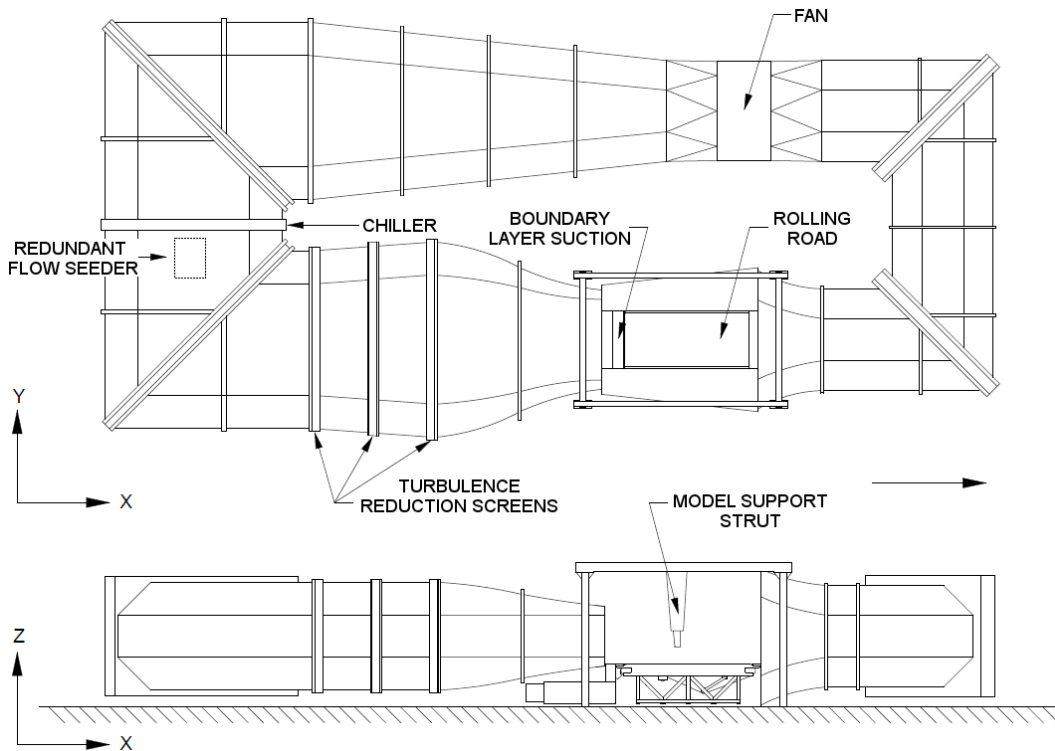 FAN
CHILLER
REDUNDANT
FLOW SEEDER
BOUNDARY
LAYER SUCTION
ROLLING
ROAD
Y
X
TURBULENCE
REDUCTION SCREENS
MODEL SUPPORT
STRUT
Z
X